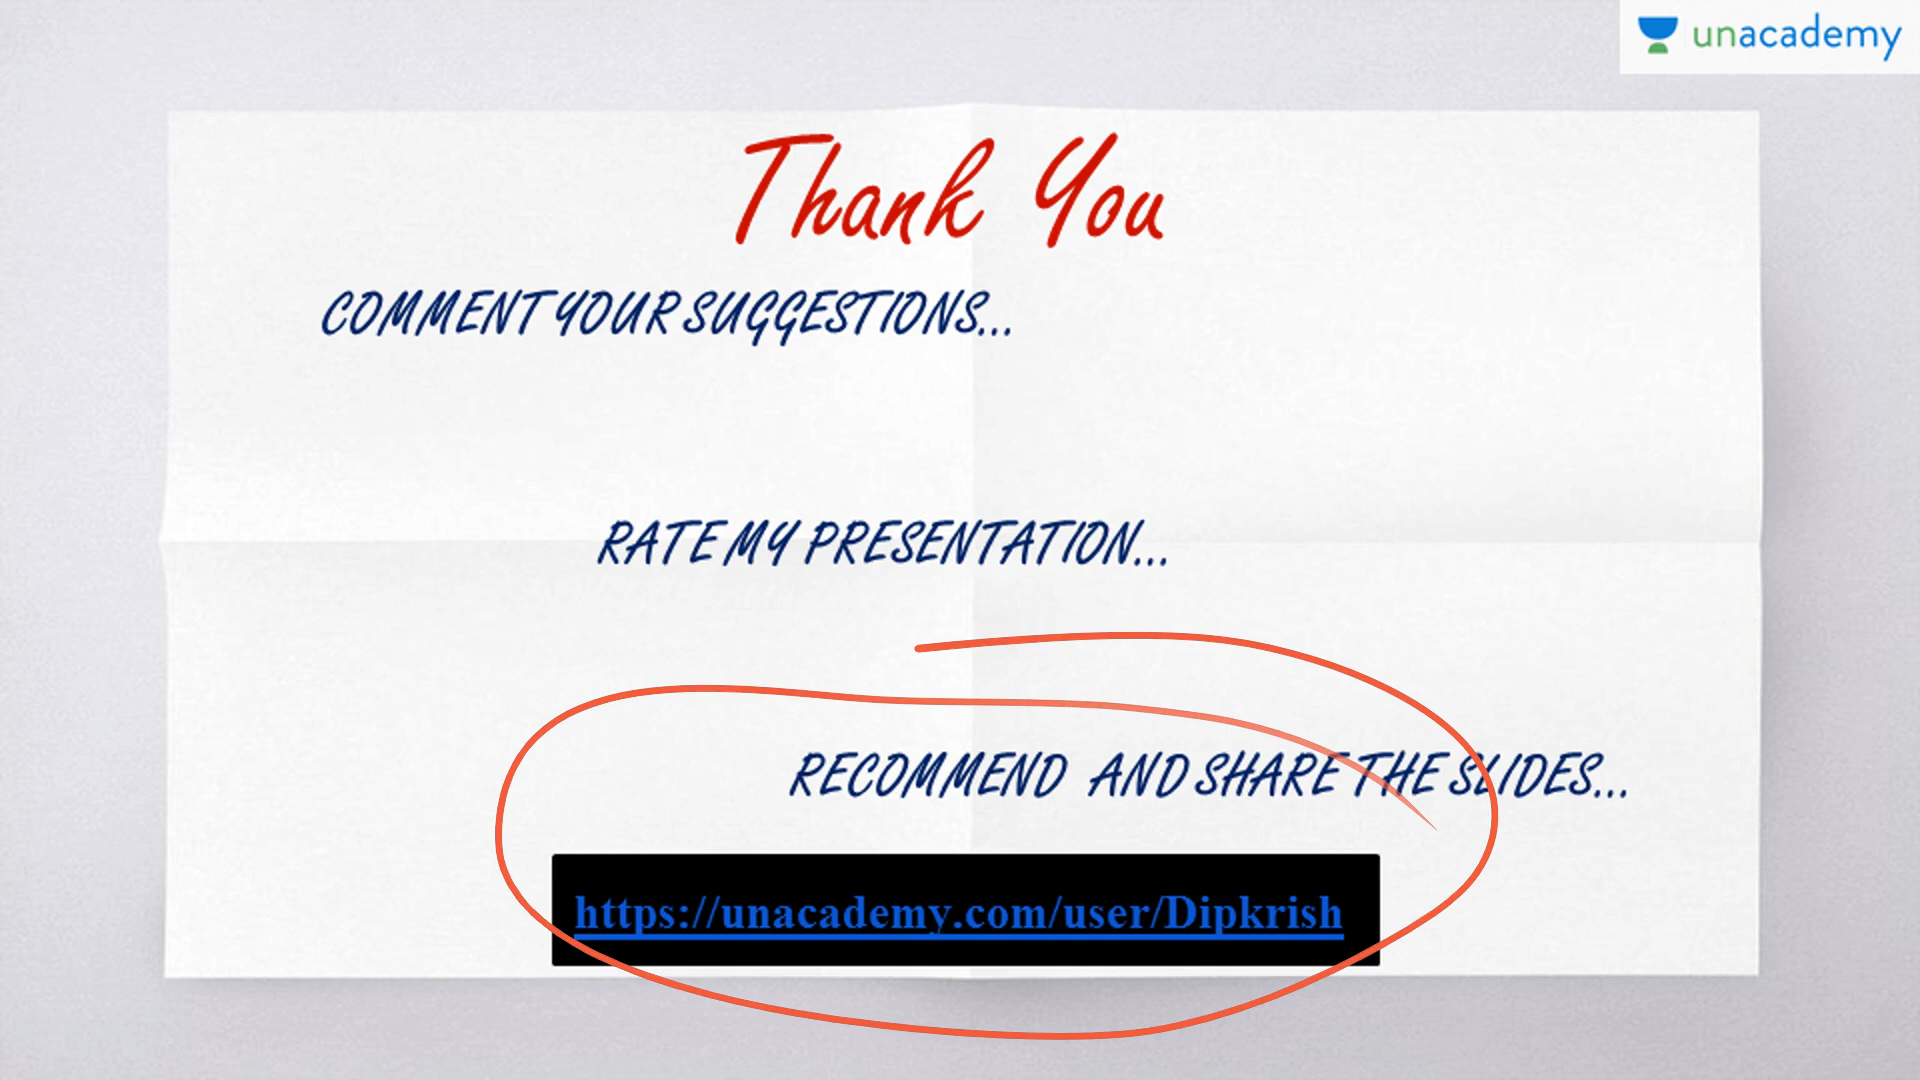 unacademy
Thank You
COMMENT YOUR SUGGESTIONS...
RATE MY PRESENTATION...
RECOMMEND AND SHARE THE SLIDES...
https://unacademy.com/user/Dipkrish